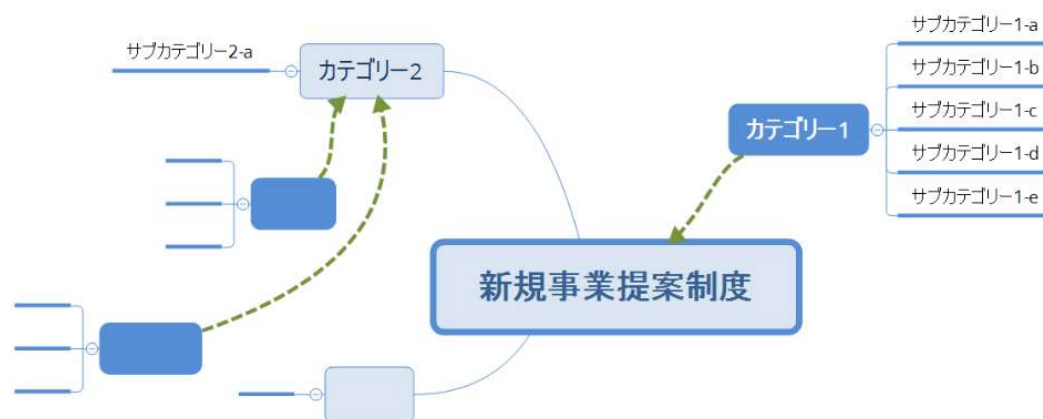 サブカテゴリー2-a
カテゴリー2
新規事業提案制度
カテゴリー1
サブカテゴリー1-a
サブカテゴリー1-b
サブカテゴリー1-c
サブカテゴリー1-d
サブカテゴリー1-e